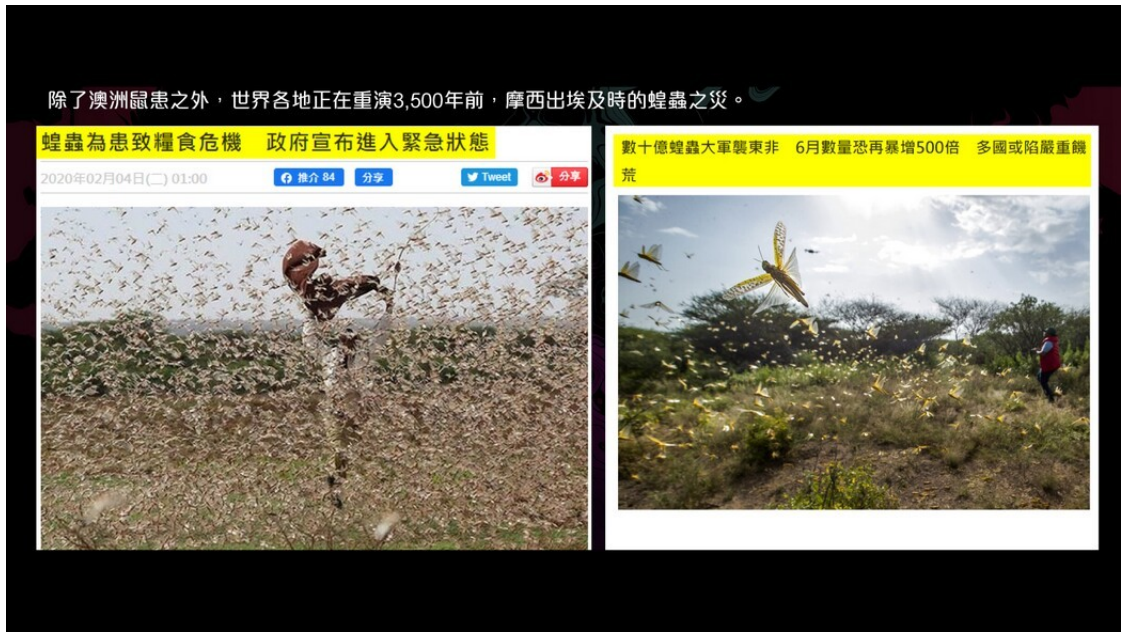 除了澳洲鼠患之外，世界各地正在重演3,500年前，摩西出埃及時的蝗蟲之災。
蝗蟲為患致糧食危機　政府宣布進入緊急狀態
2020年02月04日(二) 01:00 推介 84 分享 Tweet 分享
數十億蝗蟲大軍襲東非　6月數量恐再暴增500倍　多國或陷嚴重饑
荒